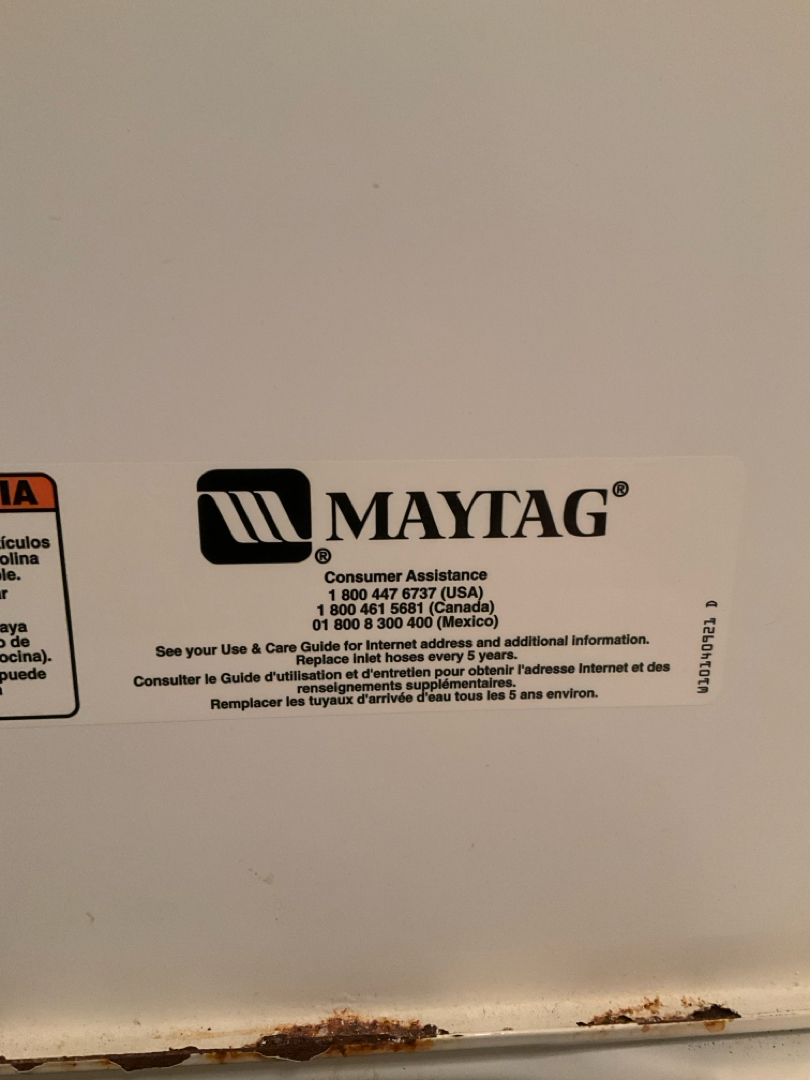 IA
ículos
olina
le.
r
aya
o de
ocina).
puede
MAYTAG®
®
Consumer Assistance
1 800 447 6737 (USA)
1 800 461 5681 (Canada)
01 800 8 300 400 (Mexico)
See your Use & Care Guide for Internet address and additional information.
Replace inlet hoses every 5 years.
Consulter le Guide d'utilisation et d'entretien pour obtenir l'adresse Internet et des
renseignements supplémentaires.
Remplacer les tuyaux d'arrivée d'eau tous les 5 ans environ.